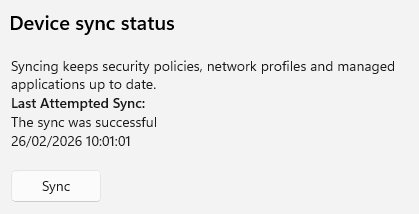 Device sync status
Syncing keeps security policies, network profiles and managed
applications up to date.
Last Attempted Sync:
The sync was successful
26/02/2026 10:01:01
Sync